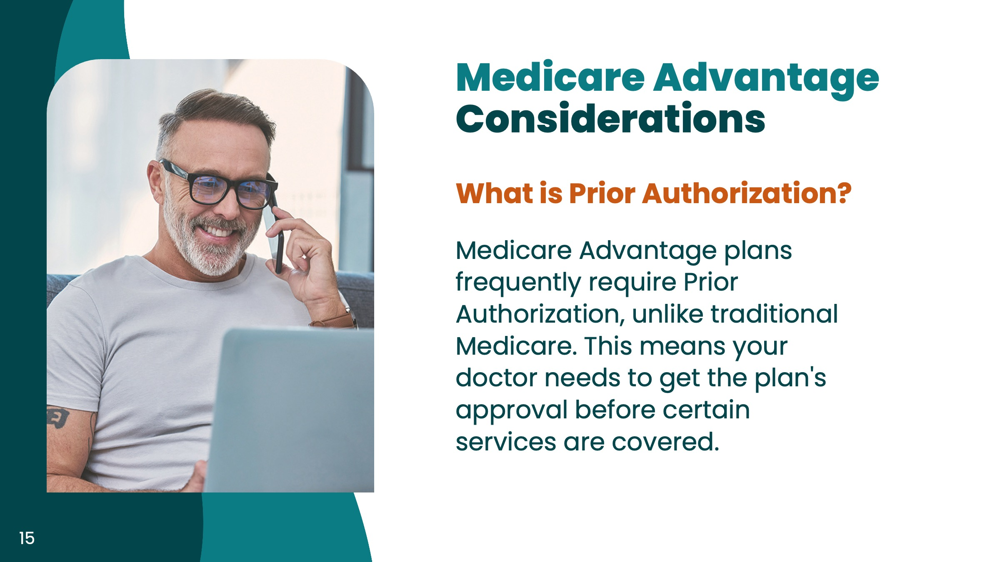 Medicare Advantage
Considerations
What is Prior Authorization?
Medicare Advantage plans
frequently require Prior
Authorization, unlike traditional
Medicare. This means your
doctor needs to get the plan's
approval before certain
services are covered.
15